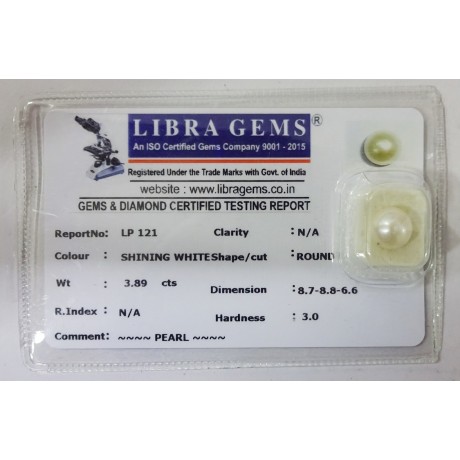 LIBRA GEMS®
An ISO Certified Gems Company 9001 - 2015
Registered Under the Trade Marks with Govt. of India
website : www.libragems.co.in
GEMS & DIAMOND CERTIFIED TESTING REPORT
ReportNo: LP 121 Clarity : N/A
Colour : SHINING WHITE Shape/cut : ROUND
Wt : 3.89 cts Dimension : 8.7-8.8-6.6
R.Index : N/A Hardness : 3.0
Comment: ~~~~ PEARL ~~~~